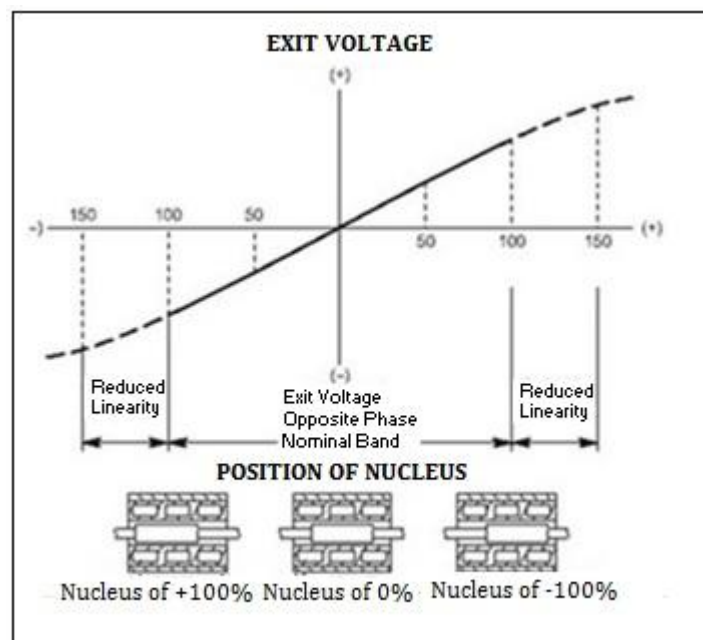 EXIT VOLTAGE
(+)
150 100 50
-) (+)
50 100 150
(-)
Reduced
Linearity
Exit Voltage
Opposite Phase
Nominal Band
Reduced
Linearity
POSITION OF NUCLEUS
Nucleus of +100% Nucleus of 0% Nucleus of -100%